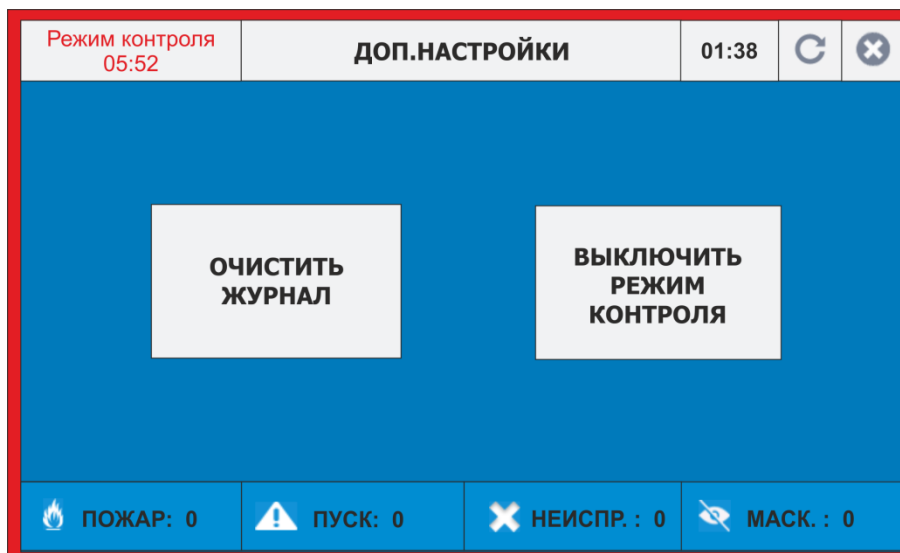 Режим контроля
05:52
ДОП.НАСТРОЙКИ
01:38
ОЧИСТИТЬ
ЖУРНАЛ
ВЫКЛЮЧИТЬ
РЕЖИМ
КОНТРОЛЯ
ПОЖАР: 0
ПУСК: 0
НЕИСПР. : 0
МАСК. : 0